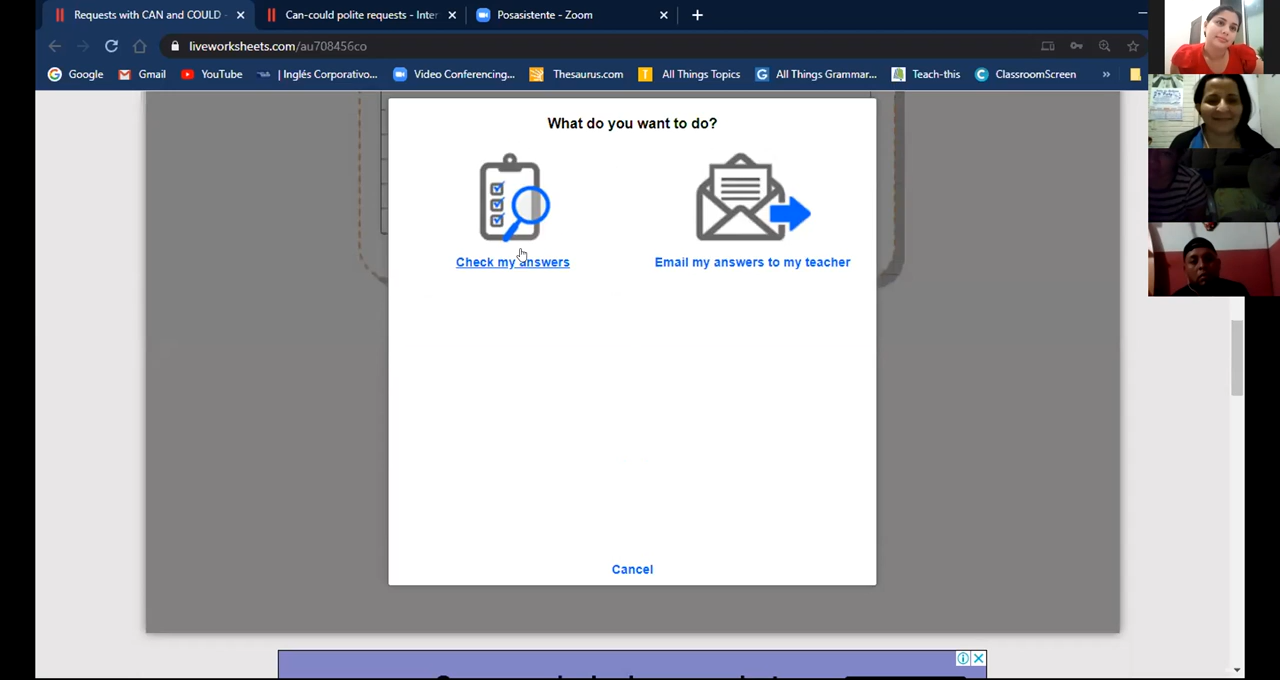 Requests with CAN and COULD -
Can-could polite requests - Inter
Posasistente - Zoom
liveworksheets.com/au708456co
Google
Gmail
YouTube
| Inglés Corporativo...
Video Conferencing...
Thesaurus.com
All Things Topics
All Things Grammar...
Teach-this
ClassroomScreen
»
What do you want to do?
Check my answers
Email my answers to my teacher
Cancel